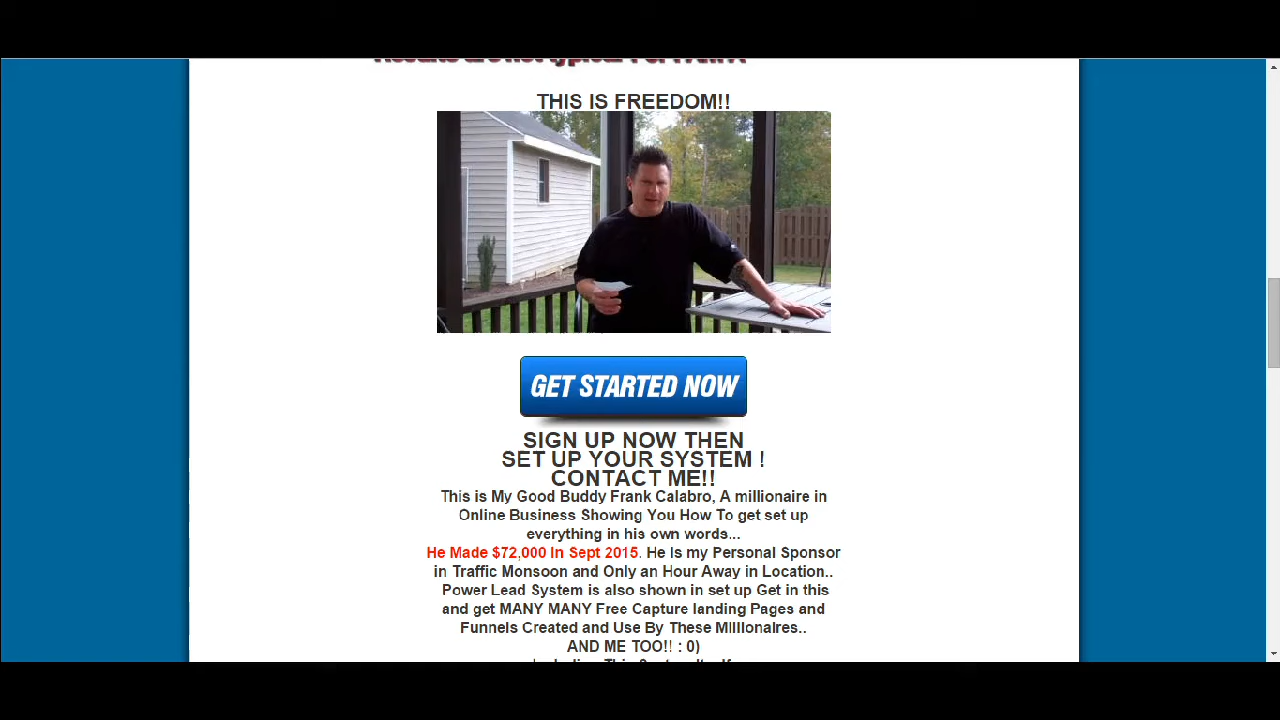 THIS IS FREEDOM!!
GET STARTED NOW
SIGN UP NOW THEN
SET UP YOUR SYSTEM !
CONTACT ME!!
This is My Good Buddy Frank Calabro, A millionaire in
Online Business Showing You How To get set up
everything in his own words...
He Made $72,000 In Sept 2015. He Is my Personal Sponsor
in Traffic Monsoon and Only an Hour Away in Location..
Power Lead System is also shown in set up Get in this
and get MANY MANY Free Capture landing Pages and
Funnels Created and Use By These MIllionaIres..
AND ME TOO!! : 0)